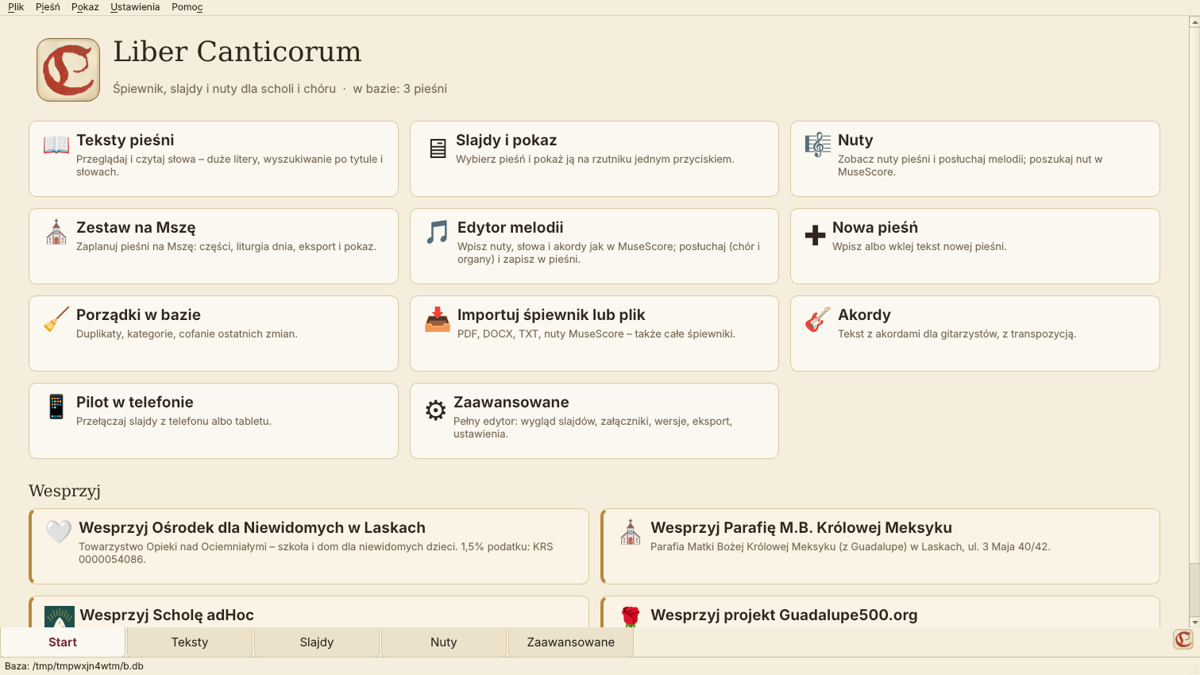 Plik Pieśń Pokaz Ustawienia Pomoc
Liber Canticorum
Śpiewnik, slajdy i nuty dla scholi i chóru · w bazie: 3 pieśni
Teksty pieśni
Przeglądaj i czytaj słowa – duże litery, wyszukiwanie po tytule i
słowach.
Slajdy i pokaz
Wybierz pieśń i pokaż ją na rzutniku jednym przyciskiem.
Nuty
Zobacz nuty pieśni i posłuchaj melodii; poszukaj nut w
MuseScore.
Zestaw na Mszę
Zaplanuj pieśni na Mszę: części, liturgia dnia, eksport i pokaz.
Edytor melodii
Wpisz nuty, słowa i akordy jak w MuseScore; posłuchaj (chór i
organy) i zapisz w pieśni.
Nowa pieśń
Wpisz albo wklej tekst nowej pieśni.
Porządki w bazie
Duplikaty, kategorie, cofanie ostatnich zmian.
Importuj śpiewnik lub plik
PDF, DOCX, TXT, nuty MuseScore – także całe śpiewniki.
Akordy
Tekst z akordami dla gitarzystów, z transpozycją.
Pilot w telefonie
Przełączaj slajdy z telefonu albo tabletu.
Zaawansowane
Pełny edytor: wygląd slajdów, załączniki, wersje, eksport,
ustawienia.
Wesprzyj
Wesprzyj Ośrodek dla Niewidomych w Laskach
Towarzystwo Opieki nad Ociemniałymi – szkoła i dom dla niewidomych dzieci. 1,5% podatku: KRS
0000054086.
Wesprzyj Parafię M.B. Królowej Meksyku
Parafia Matki Bożej Królowej Meksyku (z Guadalupe) w Laskach, ul. 3 Maja 40/42.
Wesprzyj Scholę adHoc
Wesprzyj projekt Guadalupe500.org
Start Teksty Slajdy Nuty Zaawansowane
Baza: /tmp/tmpwxjn4wtm/b.db